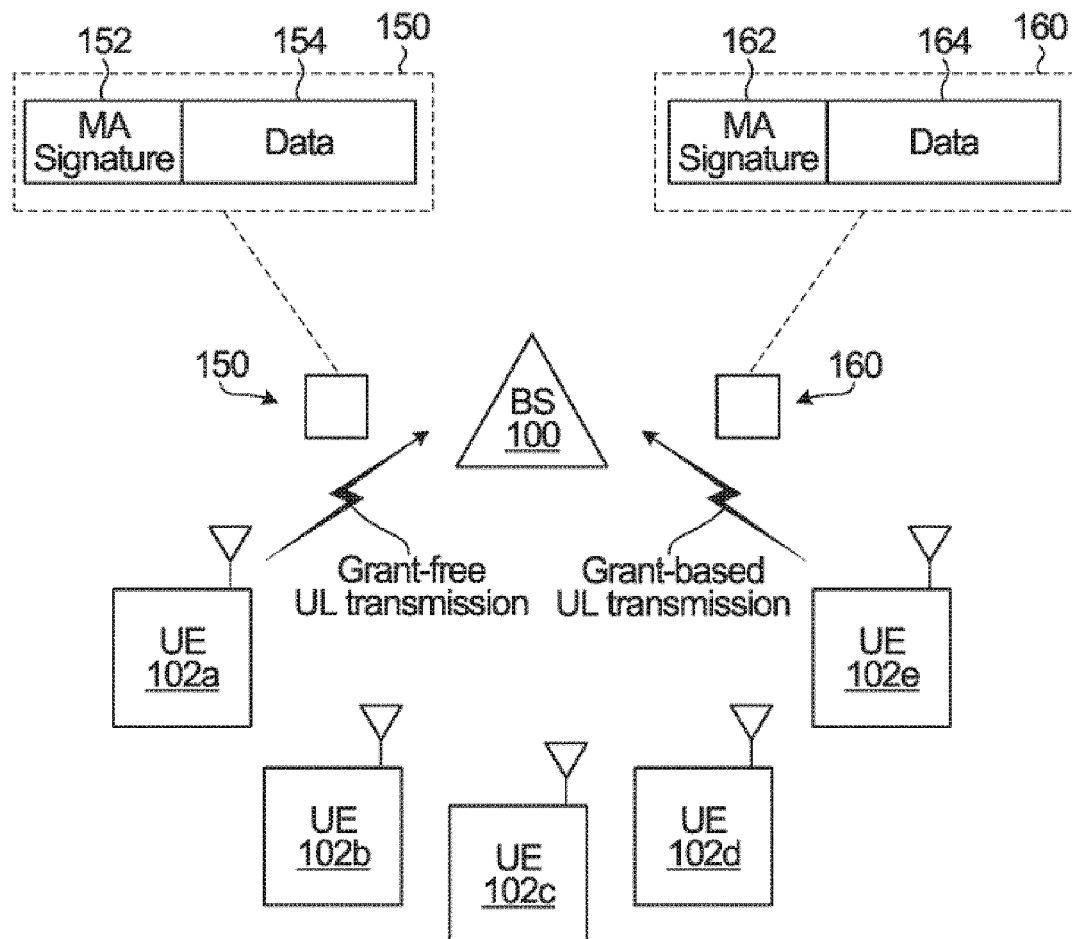 152 154 150 162 164 160
MA Signature Data MA Signature Data
150 BS 100 160
Grant-free UL transmission
Grant-based UL transmission
UE 102a
UE 102e
UE 102b
UE 102c
UE 102d